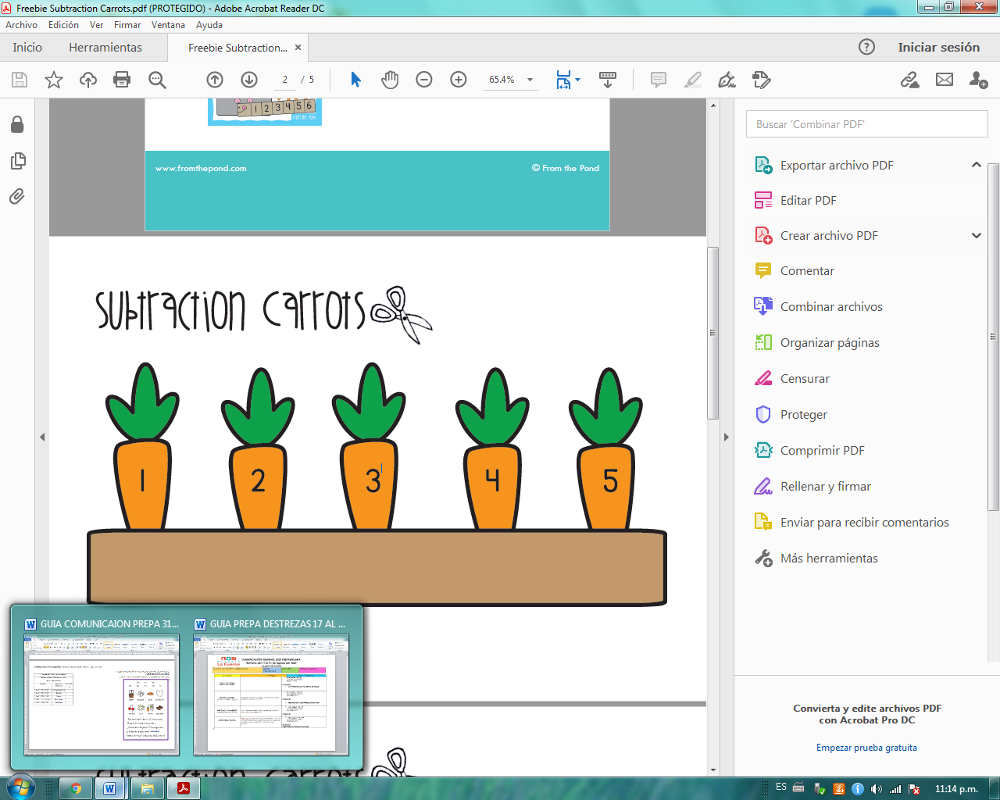 Freebie Subtraction Carrots.pdf (PROTEGIDO) - Adobe Acrobat Reader DC
Archivo Edición Ver Firmar Ventana Ayuda
Inicio Herramientas Freebie Subtraction... × ? Iniciar sesión
2 / 5 65.4%
1 2 3 4 5 6
www.fromthepond.com © From the Pond
Buscar 'Combinar PDF'
Exportar archivo PDF
Editar PDF
Crear archivo PDF
Comentar
Combinar archivos
Organizar páginas
Censurar
Proteger
Comprimir PDF
Rellenar y firmar
Enviar para recibir comentarios
Más herramientas
subtraction carrots
1 2 3 4 5
GUIA COMUNICAION PREPA 31... GUIA PREPA DESTREZAS 17 AL ...
La Fuente
subtraction carrots
Convierta y edite archivos PDF
con Acrobat Pro DC
Empezar prueba gratuita
ES 11:14 p.m.